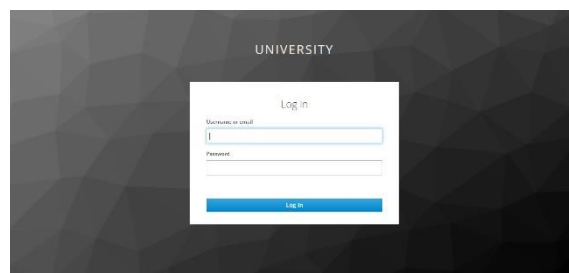 UNIVERSITY
Log In
Username or email
Password
Log In